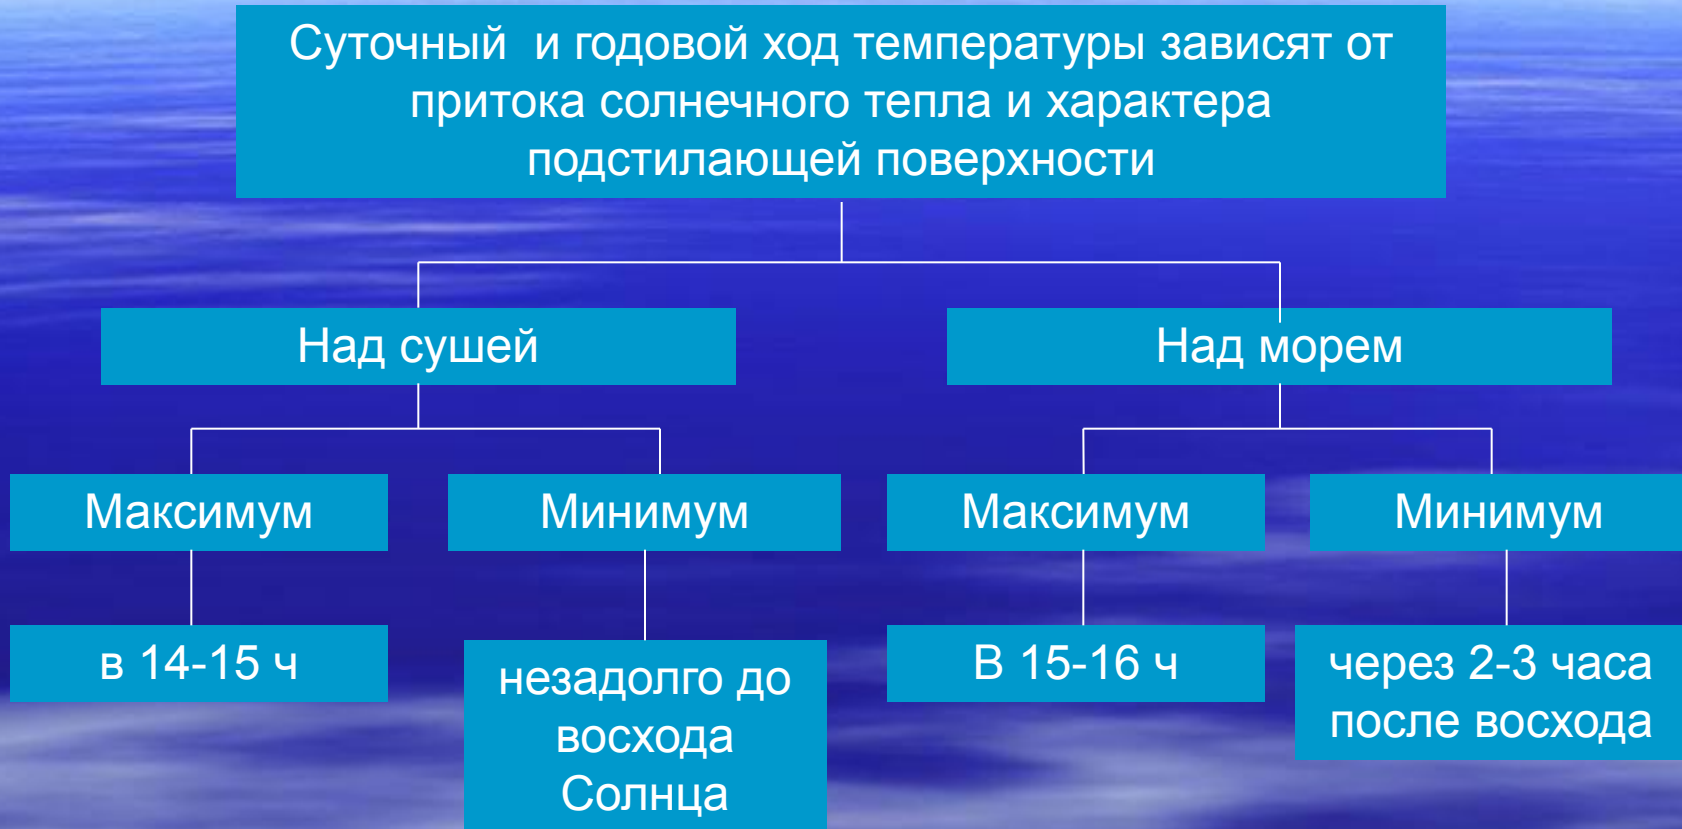 Суточный и годовой ход температуры зависят от
притока солнечного тепла и характера
подстилающей поверхности
Над сушей
Над морем
Максимум
Минимум
Максимум
Минимум
в 14-15 ч
незадолго до
восхода
Солнца
В 15-16 ч
через 2-3 часа
после восхода